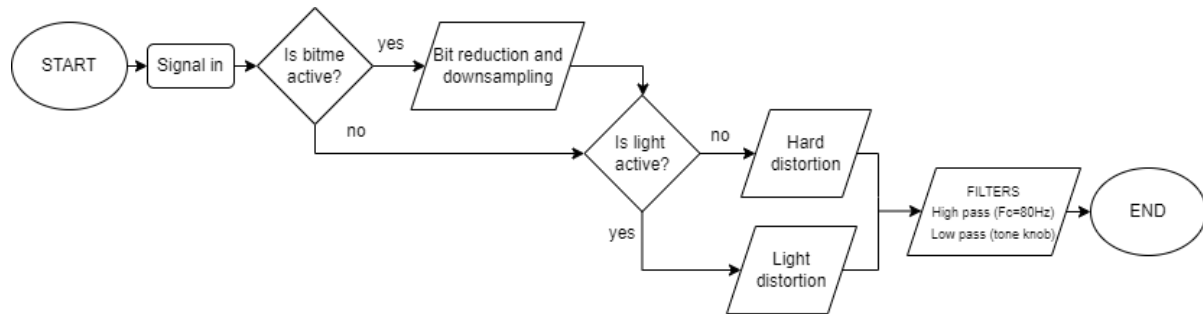 START
Signal in
Is bitme
active?
yes
Bit reduction and
downsampling
no
Is light
active?
no
Hard
distortion
yes
Light
distortion
FILTERS
High pass (Fc=80Hz)
Low pass (tone knob)
END